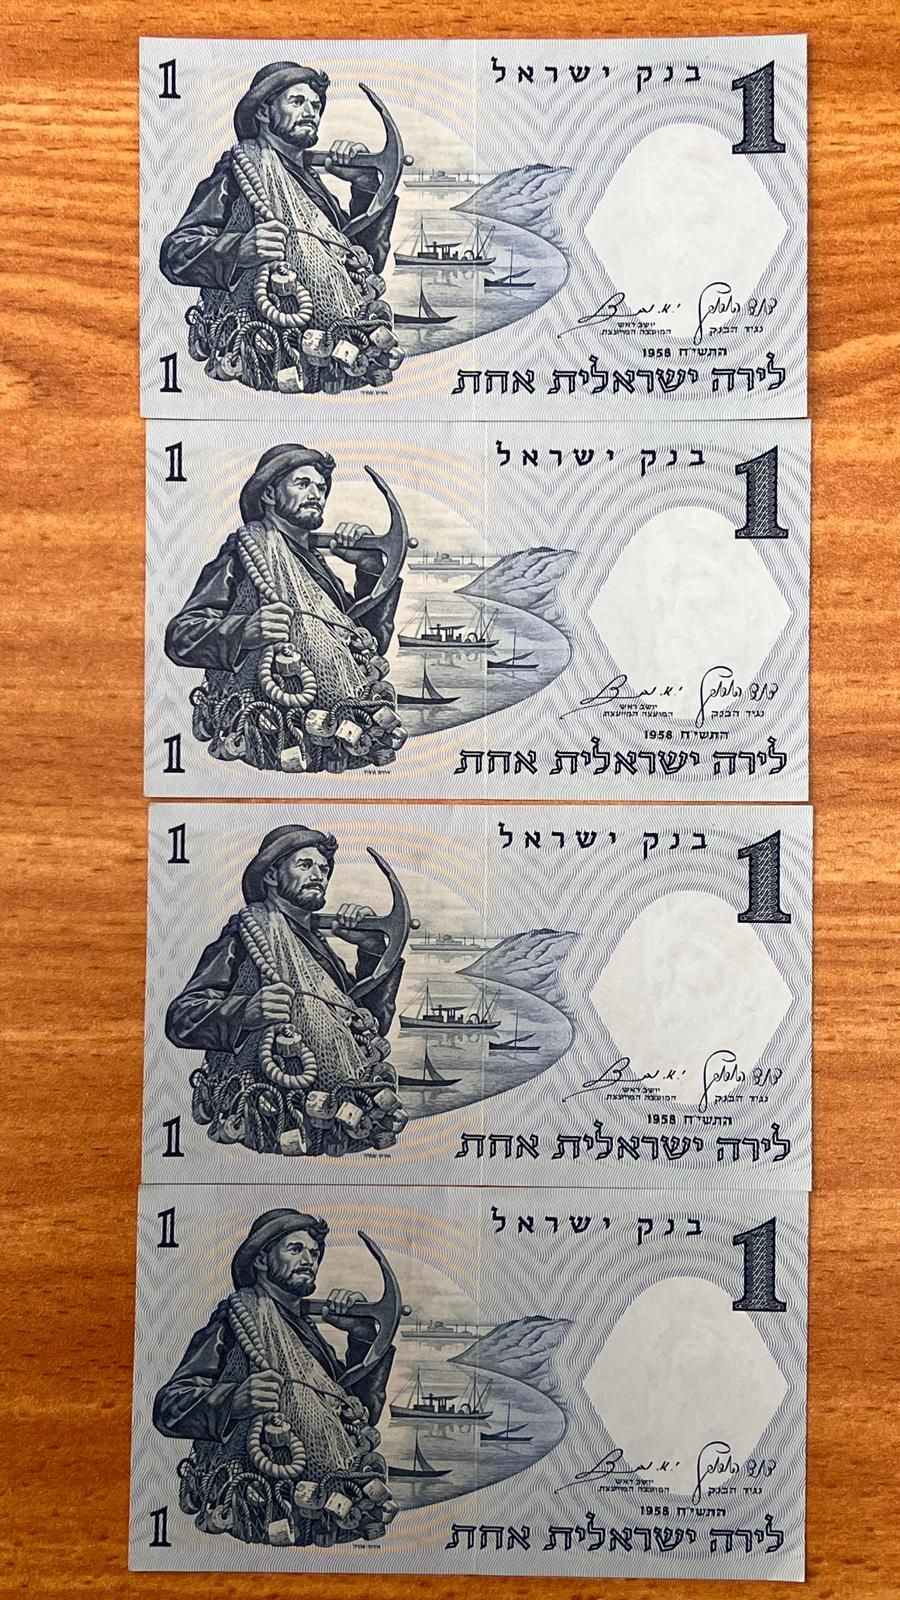 1
בנק ישראל
1
יושב ראש
המועצה המייעצת
נגיד הבנק
התשי"ח 1958
1
לירה ישראלית אחת
1
בנק ישראל
1
יושב ראש
המועצה המייעצת
נגיד הבנק
התשי"ח 1958
1
לירה ישראלית אחת
1
בנק ישראל
1
יושב ראש
המועצה המייעצת
נגיד הבנק
התשי"ח 1958
1
לירה ישראלית אחת
1
בנק ישראל
1
יושב ראש
המועצה המייעצת
נגיד הבנק
התשי"ח 1958
1
לירה ישראלית אחת